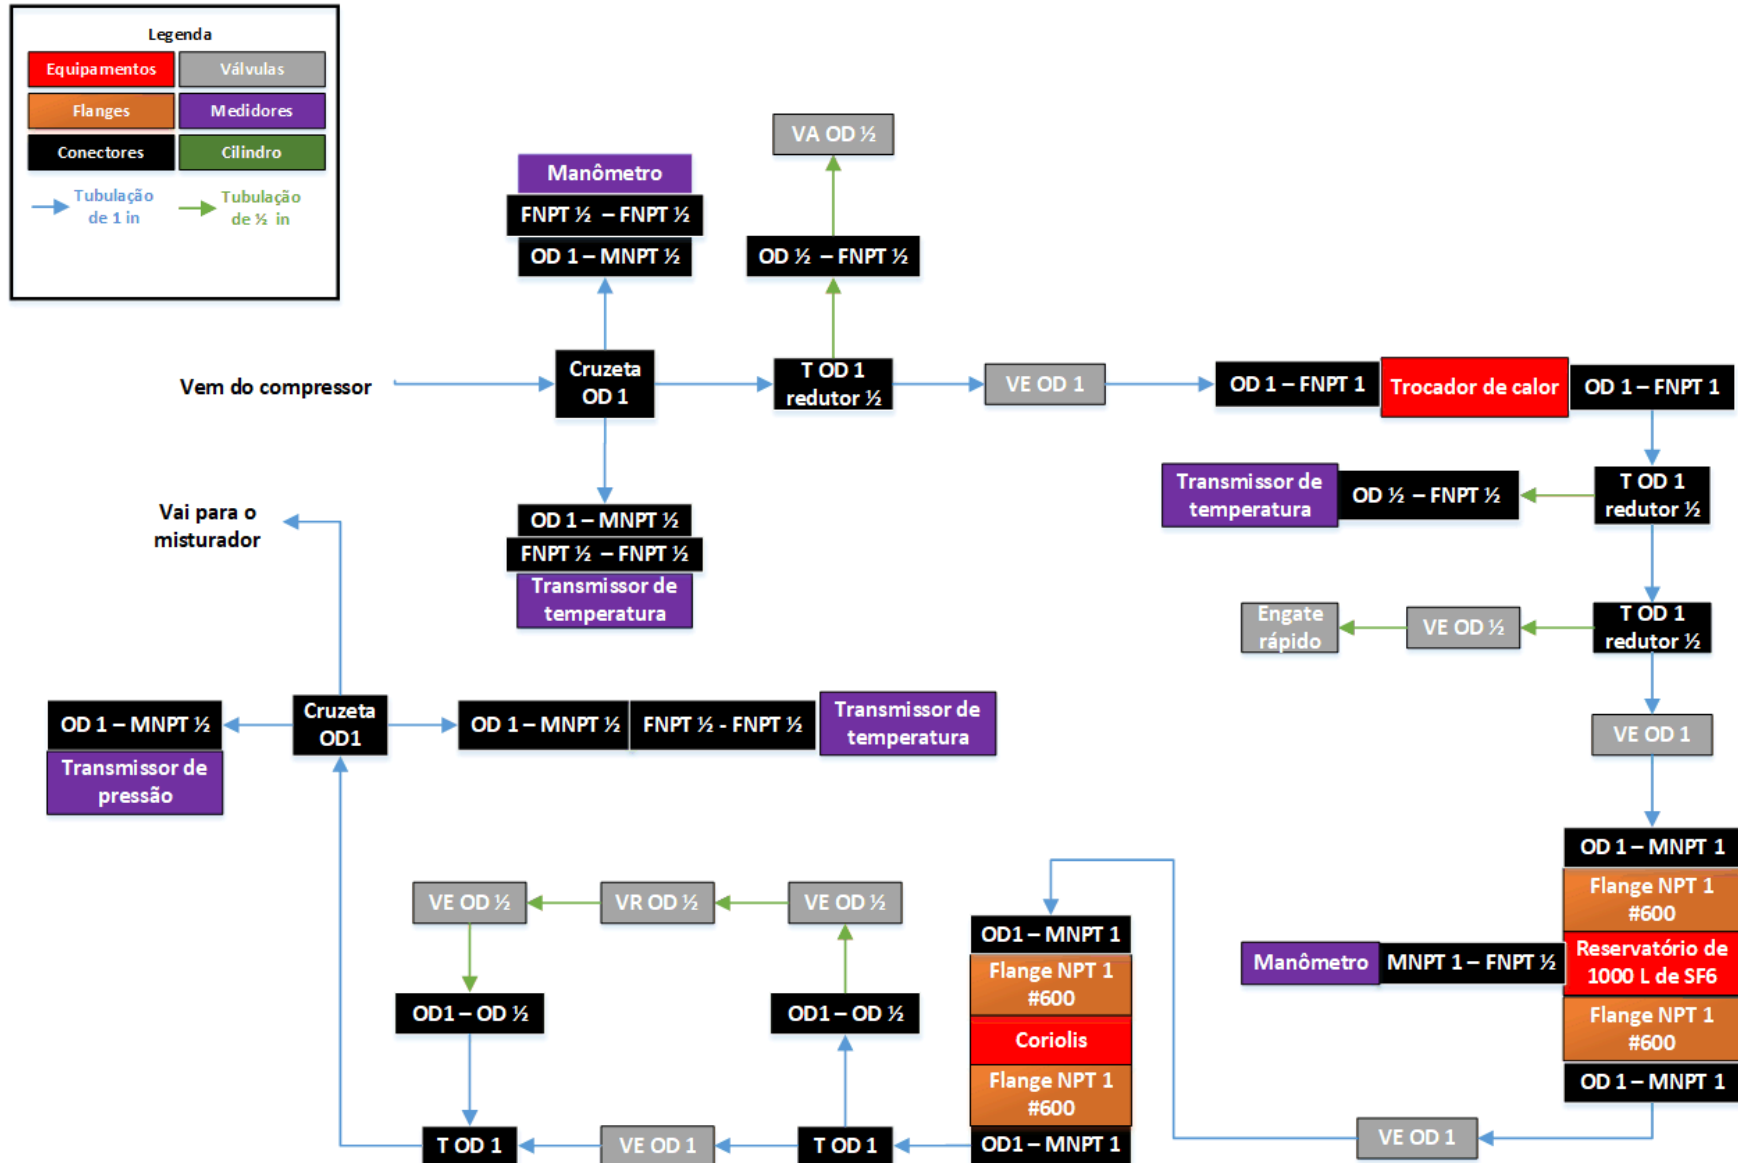 Legenda
Equipamentos
Válvulas
Flanges
Medidores
Conectores
Cilindro
Tubulação
de 1 in
Tubulação
de ½ in
VA OD ½
Manômetro
FNPT ½ – FNPT ½
OD 1 – MNPT ½
OD ½ – FNPT ½
Vem do compressor
Cruzeta
OD 1
T OD 1
redutor ½
VE OD 1
OD 1 – FNPT 1
Trocador de calor
OD 1 – FNPT 1
Transmissor de
temperatura
OD ½ – FNPT ½
T OD 1
redutor ½
Vai para o
misturador
OD 1 – MNPT ½
FNPT ½ – FNPT ½
Transmissor de
temperatura
Engate
rápido
VE OD ½
T OD 1
redutor ½
OD 1 – MNPT ½
Transmissor de
pressão
Cruzeta
OD1
OD 1 – MNPT ½
FNPT ½ - FNPT ½
Transmissor de
temperatura
VE OD 1
OD 1 – MNPT 1
Flange NPT 1
#600
Manômetro
MNPT 1 – FNPT ½
Reservatório de
1000 L de SF6
Flange NPT 1
#600
OD 1 – MNPT 1
VE OD ½
VR OD ½
VE OD ½
OD1 – OD ½
OD1 – OD ½
OD1 – MNPT 1
Flange NPT 1
#600
Coriolis
Flange NPT 1
#600
OD1 – MNPT 1
T OD 1
VE OD 1
T OD 1
VE OD 1